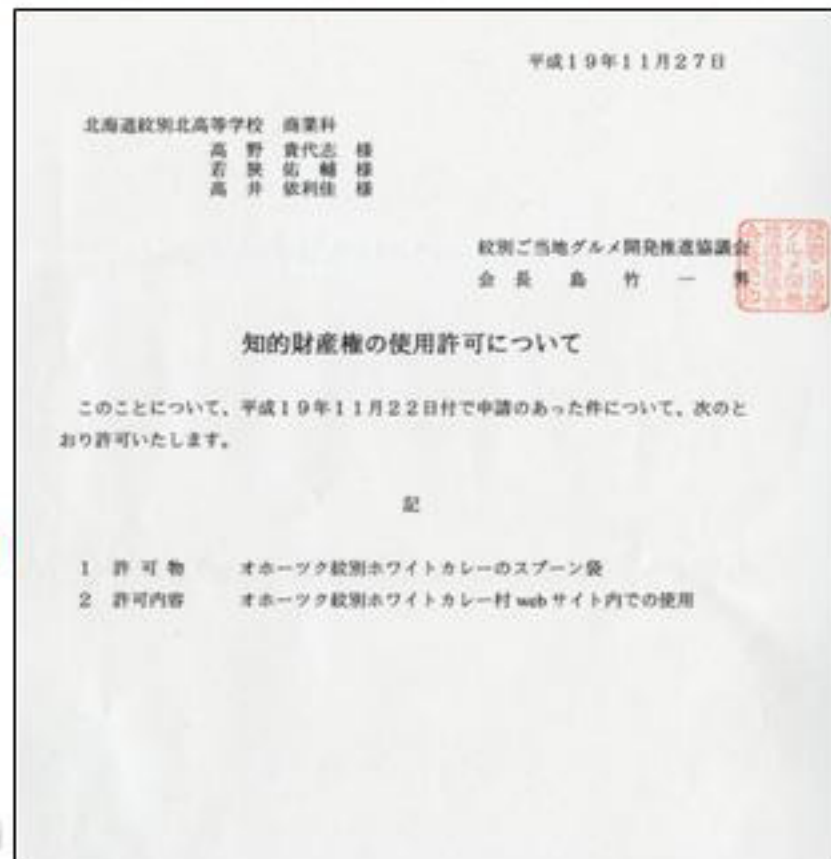 平成19年11月27日
北海道紋別北高等学校 商業科
高野 貴代志 様
若狭 佑輔 様
高井 依利佳 様
紋別ご当地グルメ開発推進協議会
会長 島竹一男
知的財産権の使用許可について
このことについて、平成19年11月22日付で申請のあった件について、次のと
おり許可いたします。
記
1 許可物 オホーツク紋別ホワイトカレーのスプーン袋
2 許可内容 オホーツク紋別ホワイトカレー村 web サイト内での使用